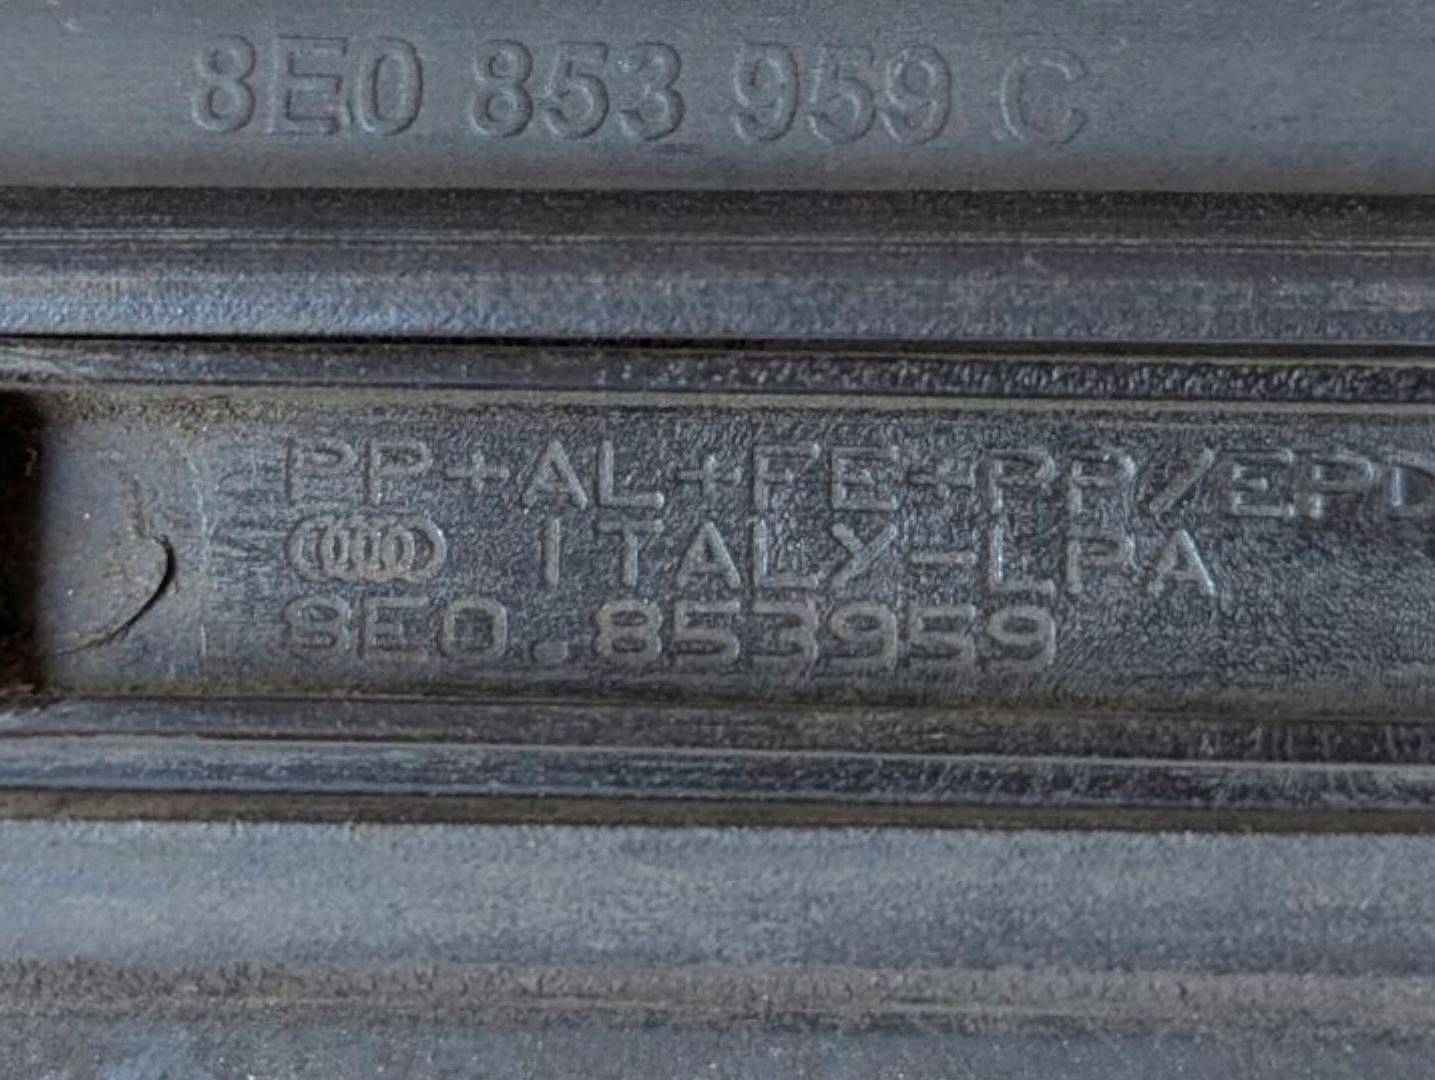 8E0 853 959 C
PP+AL+FE+PP/EPD
ITALY-LPA
8E0.853959